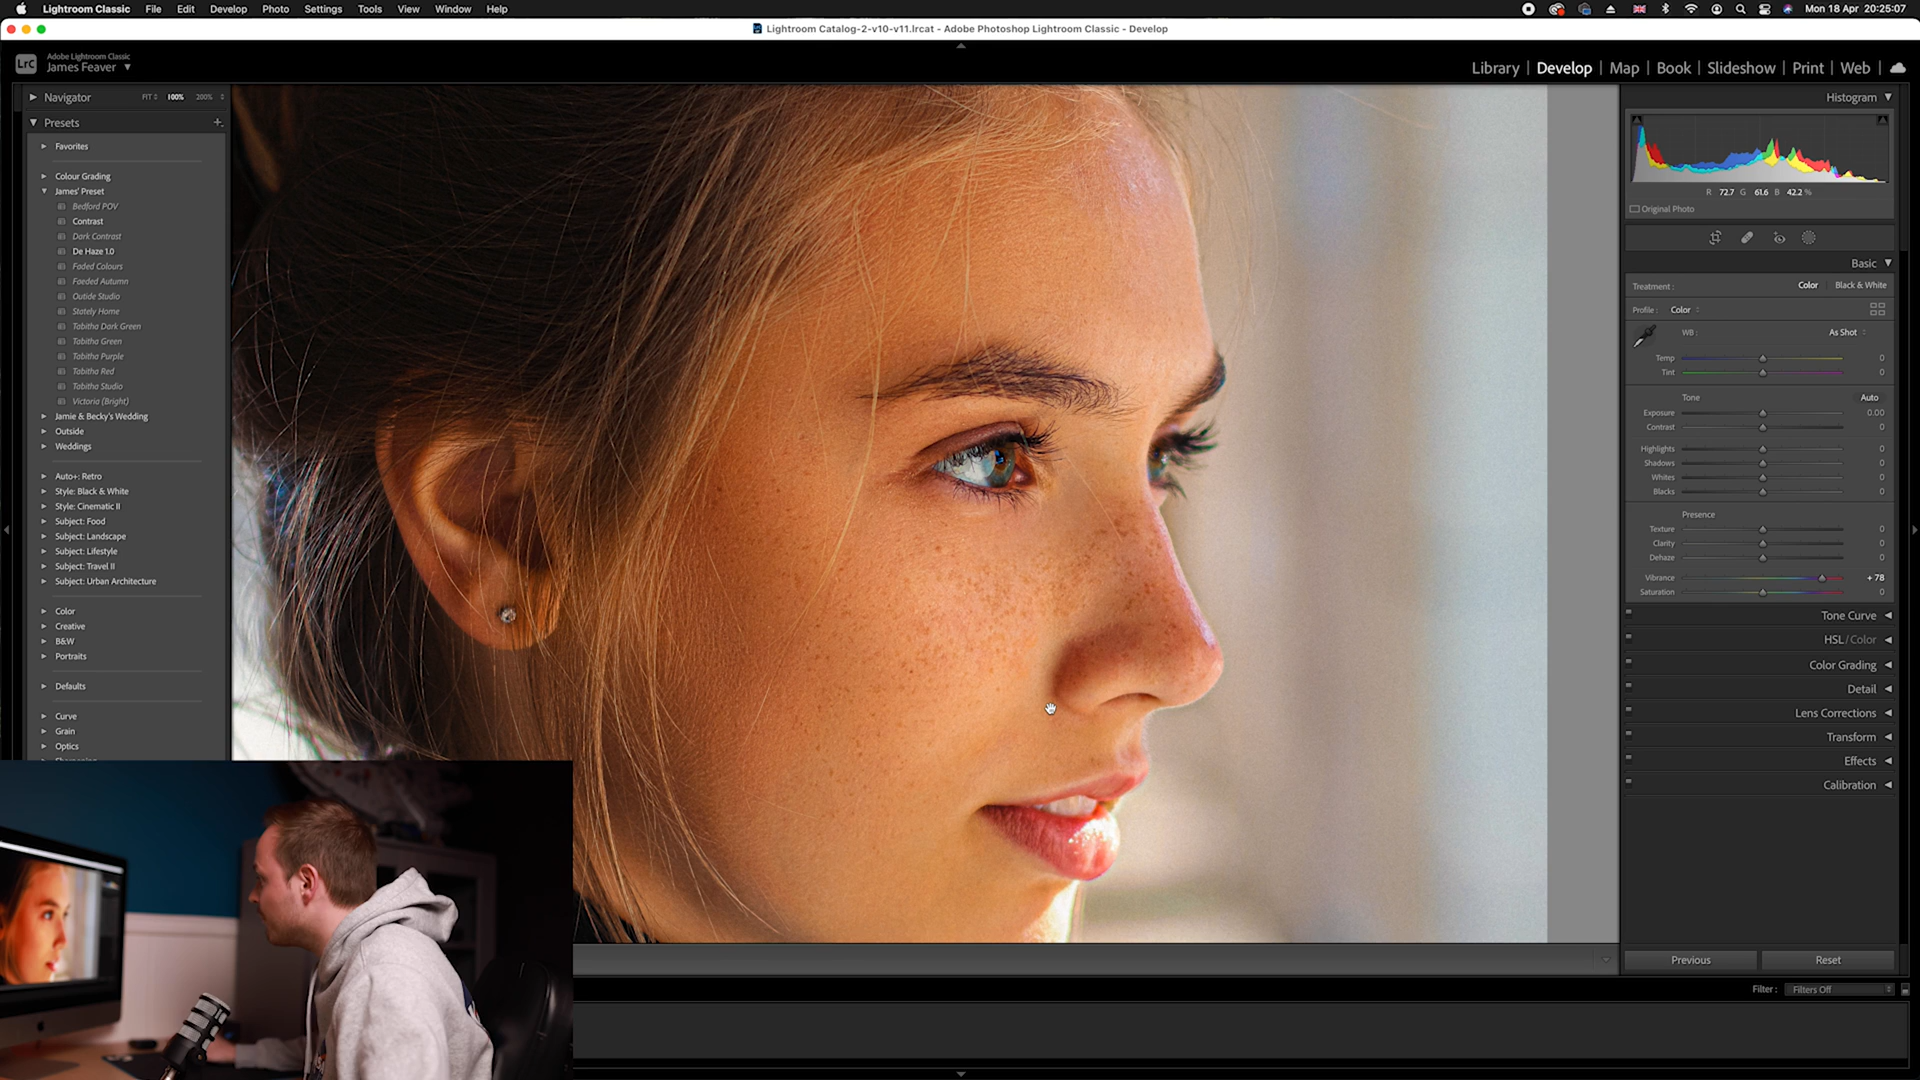 Lightroom Classic File Edit Develop Photo Settings Tools View Window Help Mon 18 Apr 20:25:07
Lightroom Catalog-2-v10-v11.lrcat - Adobe Photoshop Lightroom Classic - Develop
LrC Adobe Lightroom Classic
James Feaver
Library | Develop | Map | Book | Slideshow | Print | Web
Navigator FIT 100% 200%
Presets
Favorites
Colour Grading
James' Preset
Bedford POV
Contrast
Dark Contrast
De Haze 1.0
Faded Colours
Faeded Autumn
Outide Studio
Stately Home
Tabitha Dark Green
Tabitha Green
Tabitha Purple
Tabitha Red
Tabitha Studio
Victoria (Bright)
Jamie & Becky's Wedding
Outside
Weddings
Auto+: Retro
Style: Black & White
Style: Cinematic II
Subject: Food
Subject: Landscape
Subject: Lifestyle
Subject: Travel II
Subject: Urban Architecture
Color
Creative
B&W
Portraits
Defaults
Curve
Grain
Optics
Histogram
R 72.7 G 61.6 B 42.2 %
Original Photo
Basic
Treatment : Color Black & White
Profile : Color
WB : As Shot
Temp 0
Tint 0
Tone Auto
Exposure 0.00
Contrast 0
Highlights 0
Shadows 0
Whites 0
Blacks 0
Presence
Texture 0
Clarity 0
Dehaze 0
Vibrance + 78
Saturation 0
Tone Curve
HSL / Color
Color Grading
Detail
Lens Corrections
Transform
Effects
Calibration
Previous Reset
Filter : Filters Off